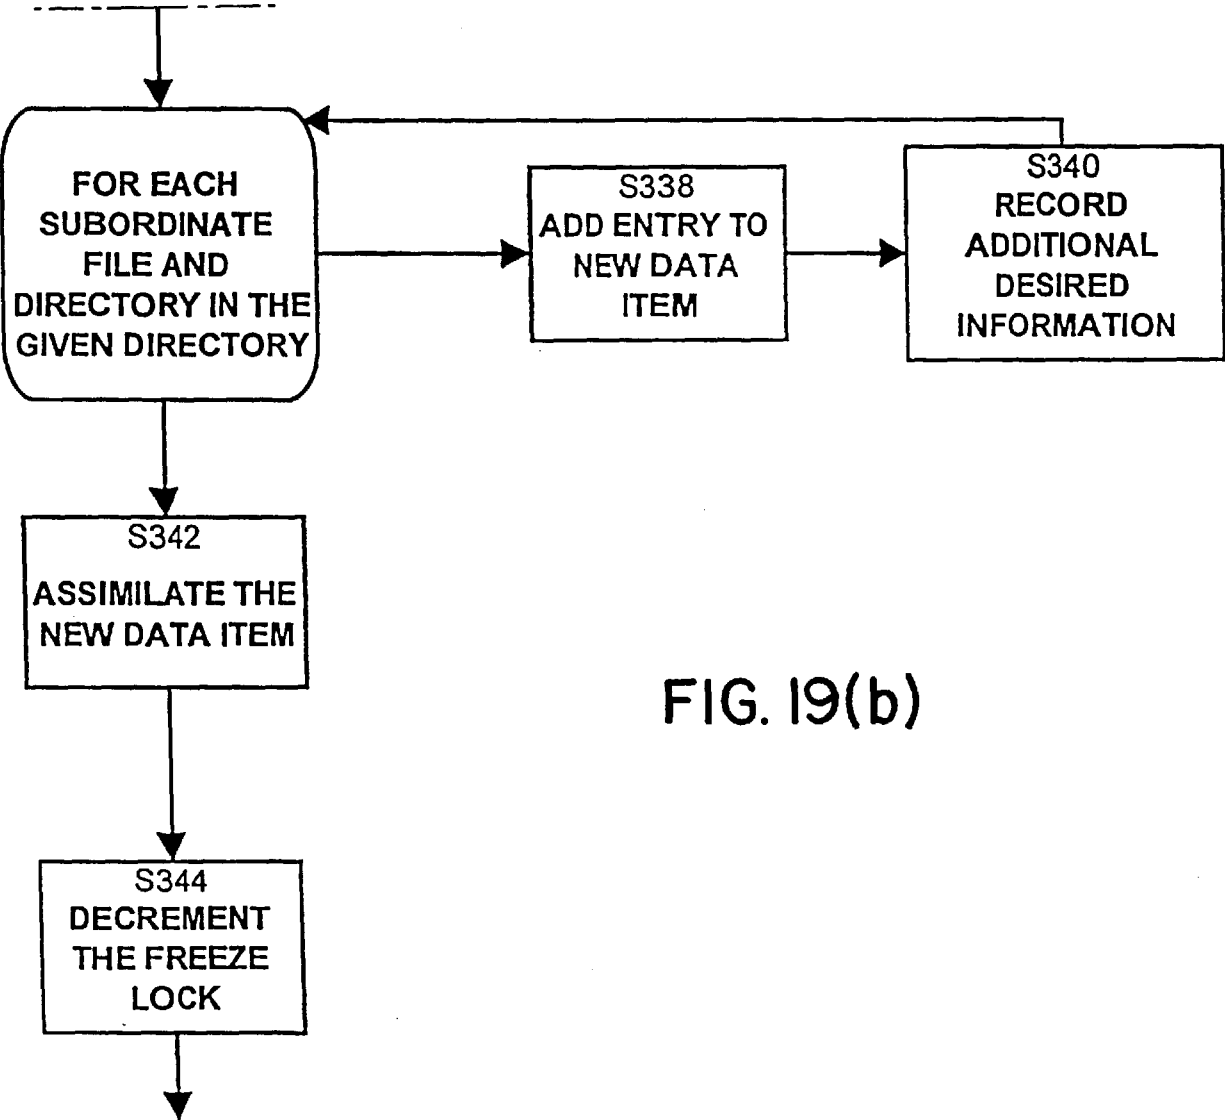 FOR EACH
SUBORDINATE
FILE AND
DIRECTORY IN THE
GIVEN DIRECTORY
S338
ADD ENTRY TO
NEW DATA
ITEM
S340
RECORD
ADDITIONAL
DESIRED
INFORMATION
S342
ASSIMILATE THE
NEW DATA ITEM
FIG. 19(b)
S344
DECREMENT
THE FREEZE
LOCK